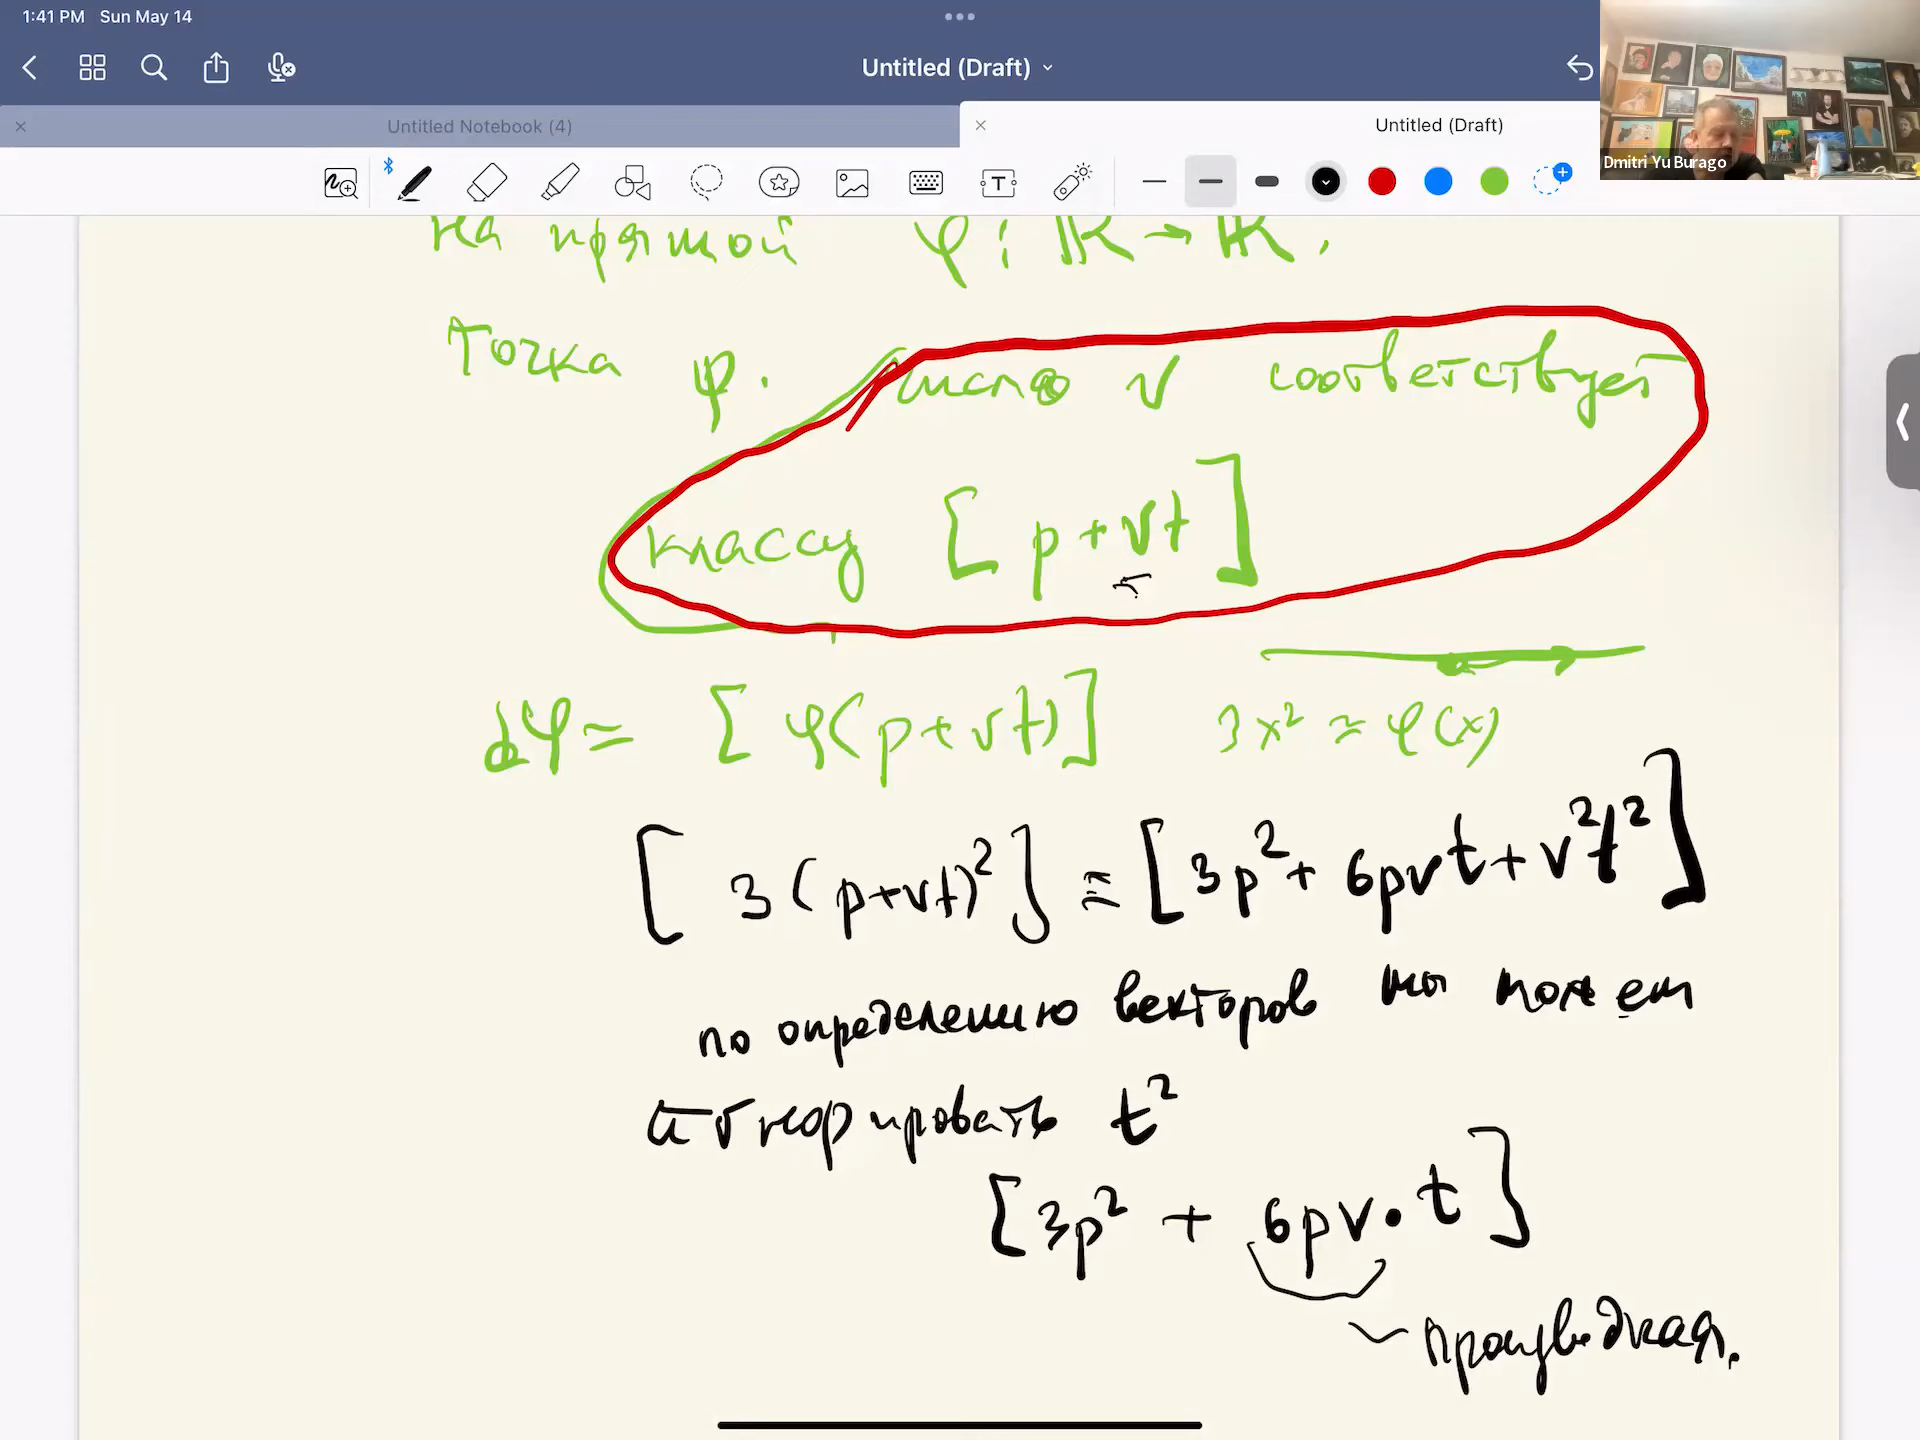 1:41 PM Sun May 14
Untitled (Draft)
Untitled Notebook (4)
Untitled (Draft)
Dmitri Yu Burago
на прямой φ: ℝ → ℝ,
Точка p. число v соответствует
классу [p+vt]
dφ = [φ(p+vt)] 3x² = φ(x)
[3(p+vt)²] = [3p² + 6pvt + v²t²]
по определению векторов мы можем
игнорировать t²
[3p² + 6pv·t]
~ производная.